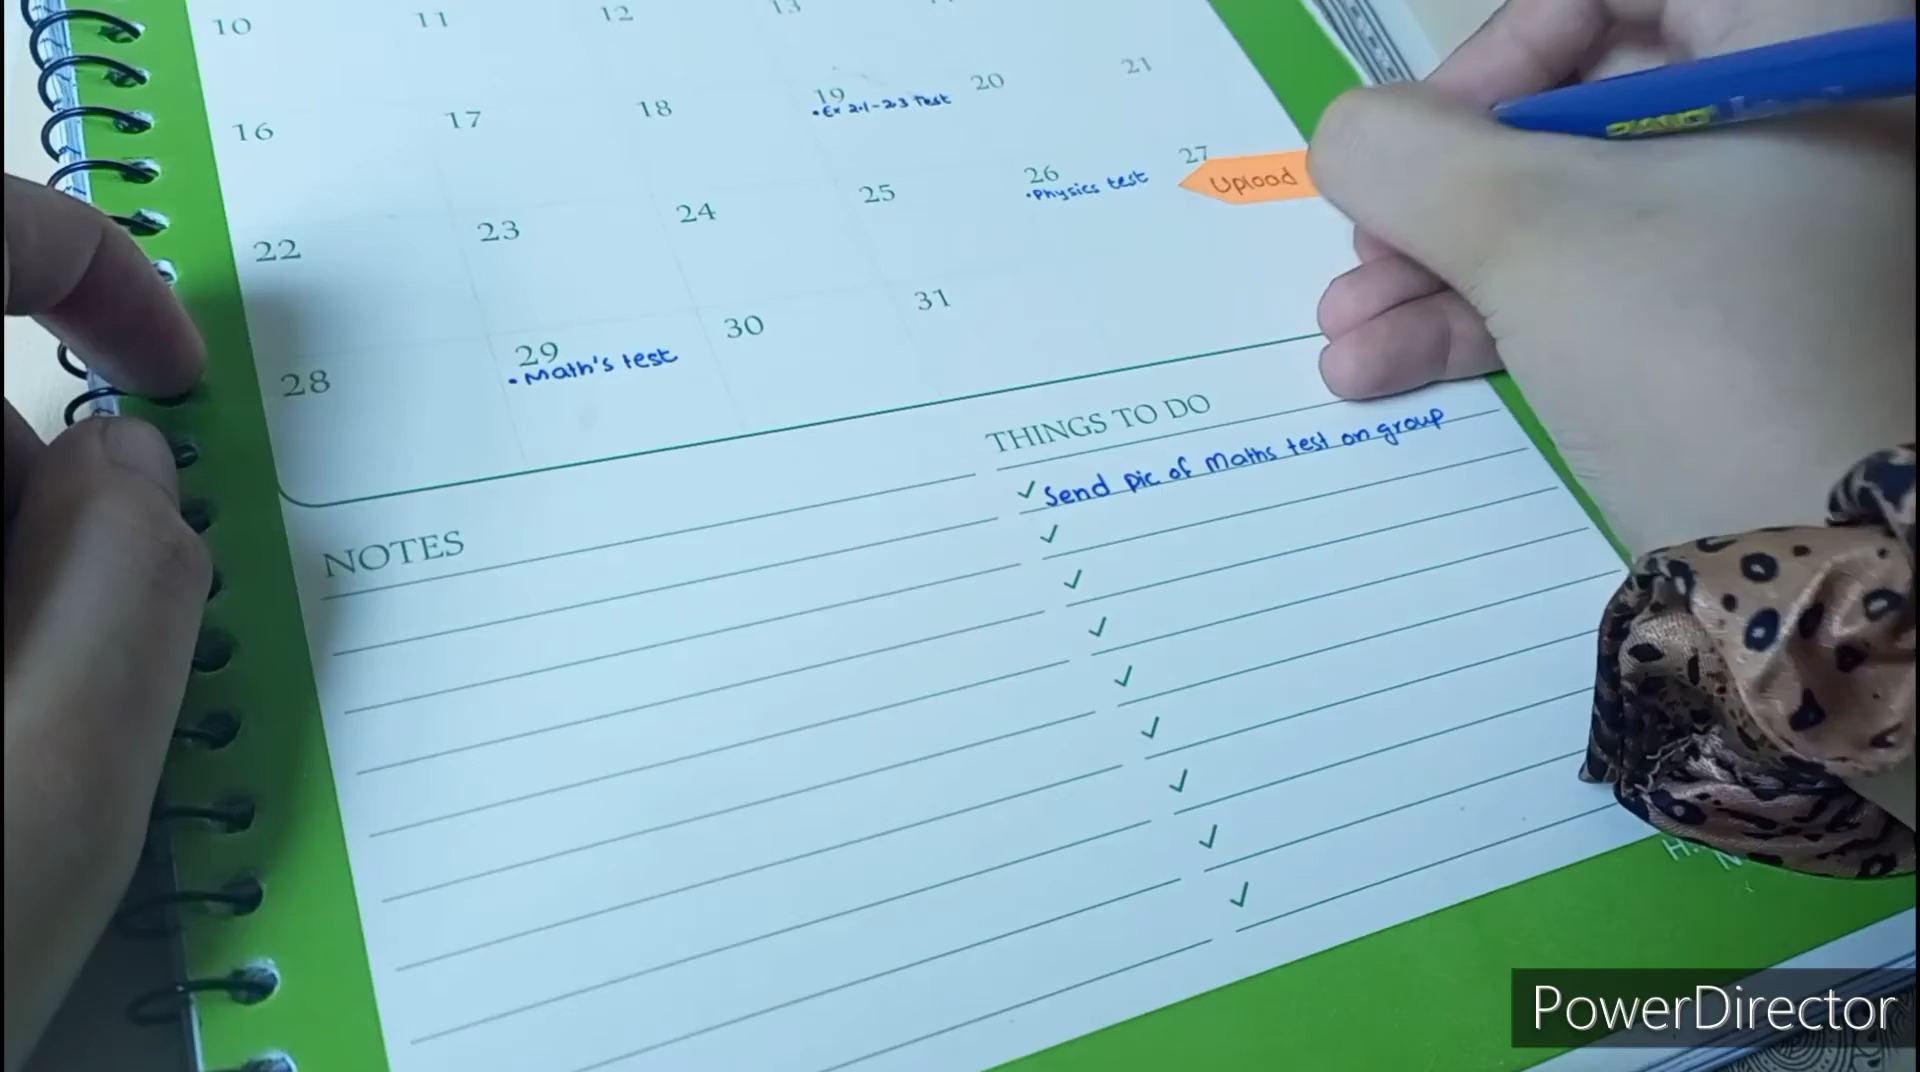 10 11 12 13
16 17 18 19 20 21
• Ex 2.1-2.3 Test
22 23 24 25 26 27
• Physics test
Upload
28 29 30 31
• Math's test
THINGS TO DO
✓ Send pic of Maths test on group
✓
✓
✓
✓
✓
✓
✓
✓
NOTES
PowerDirector